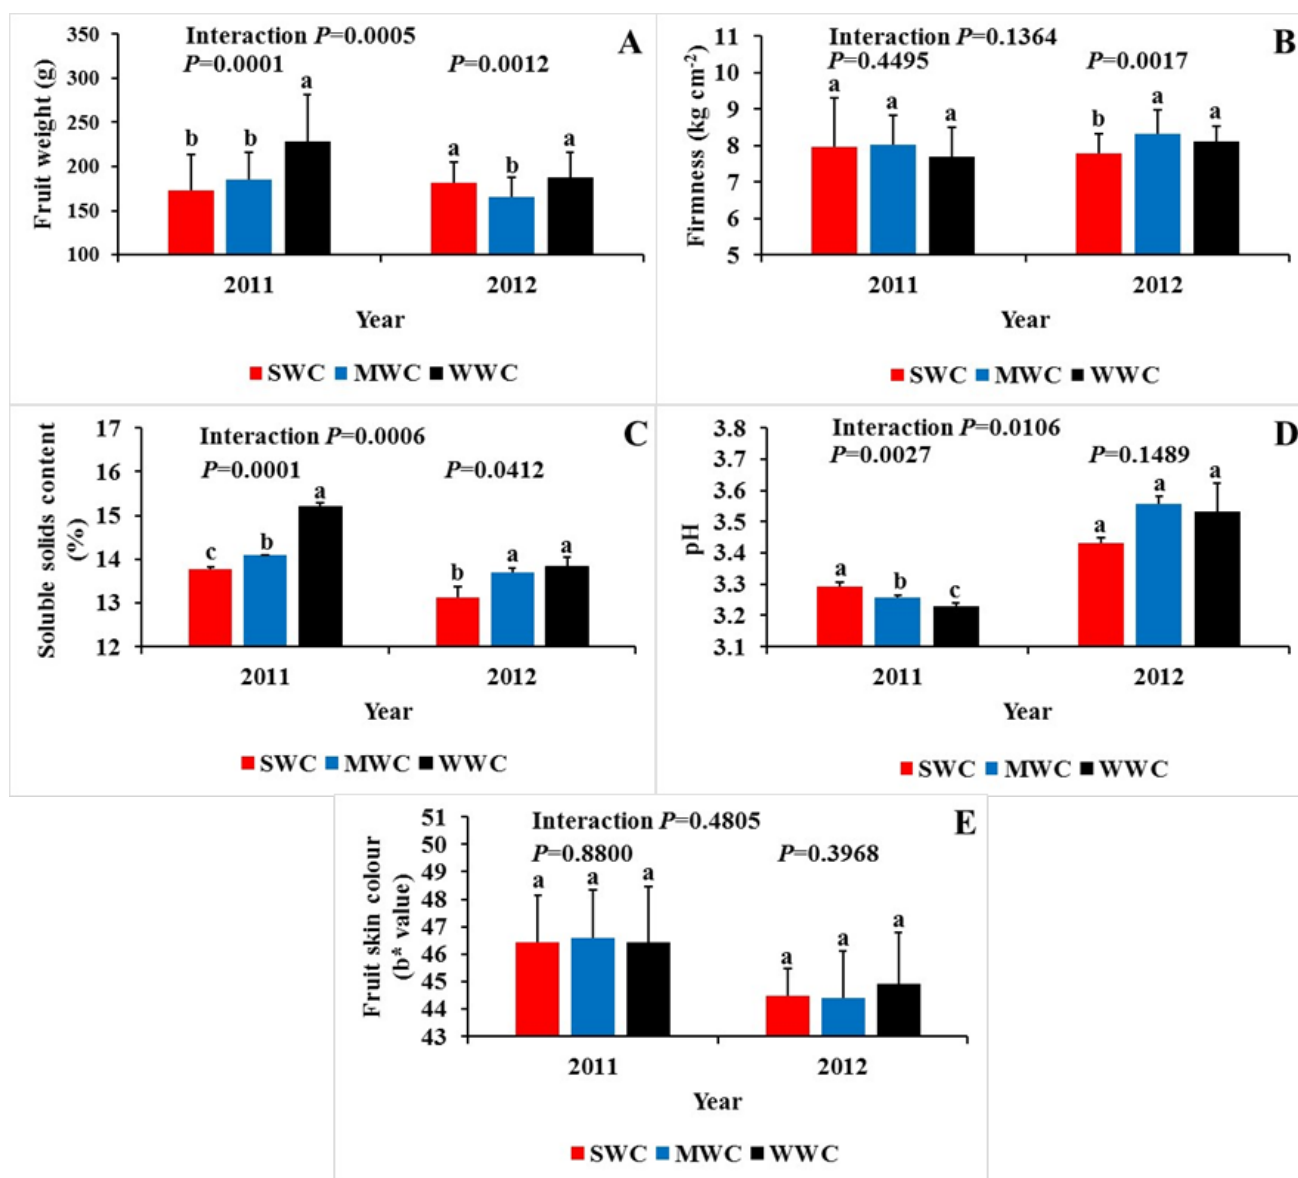 A
Interaction P=0.0005
P=0.0001
P=0.0012
Fruit weight (g)
350
300
250
200
150
100
b
b
a
a
b
a
2011
2012
Year
SWC MWC WWC
B
Interaction P=0.1364
P=0.4495
P=0.0017
Firmness (kg cm⁻²)
11
10
9
8
7
6
5
a
a
a
b
a
a
2011
2012
Year
SWC MWC WWC
C
Interaction P=0.0006
P=0.0001
P=0.0412
Soluble solids content
(%)
17
16
15
14
13
12
c
b
a
b
a
a
2011
2012
Year
SWC MWC WWC
D
Interaction P=0.0106
P=0.0027
P=0.1489
pH
3.8
3.7
3.6
3.5
3.4
3.3
3.2
3.1
a
b
c
a
a
a
2011
2012
Year
SWC MWC WWC
E
Interaction P=0.4805
P=0.8800
P=0.3968
Fruit skin colour
(b* value)
51
50
49
48
47
46
45
44
43
a
a
a
a
a
a
2011
2012
Year
SWC MWC WWC